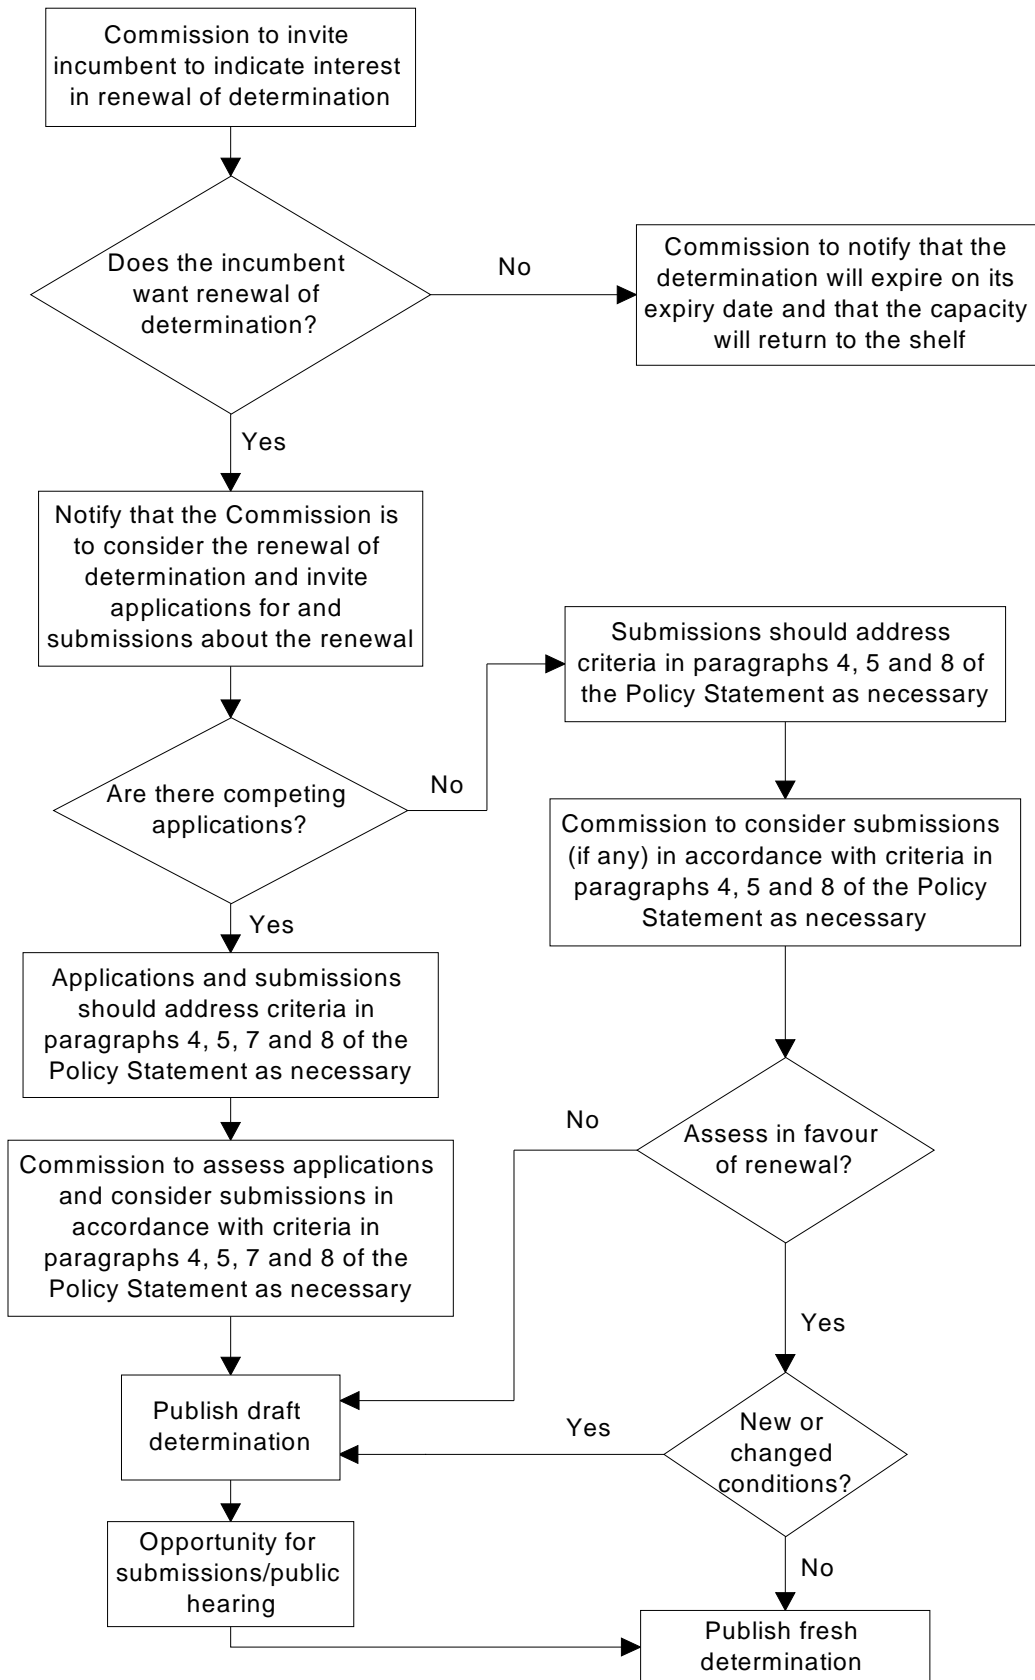 Commission to invite
incumbent to indicate interest
in renewal of determination
Does the incumbent
want renewal of
determination?
No
Commission to notify that the
determination will expire on its
expiry date and that the capacity
will return to the shelf
Yes
Notify that the Commission is
to consider the renewal of
determination and invite
applications for and
submissions about the renewal
Are there competing
applications?
No
Submissions should address
criteria in paragraphs 4, 5 and 8 of
the Policy Statement as necessary
Commission to consider submissions
(if any) in accordance with criteria in
paragraphs 4, 5 and 8 of the Policy
Statement as necessary
Yes
Applications and submissions
should address criteria in
paragraphs 4, 5, 7 and 8 of the
Policy Statement as necessary
Commission to assess applications
and consider submissions in
accordance with criteria in
paragraphs 4, 5, 7 and 8 of the
Policy Statement as necessary
Assess in favour
of renewal?
No
Yes
New or
changed
conditions?
Yes
Publish draft
determination
Opportunity for
submissions/public
hearing
No
Publish fresh
determination